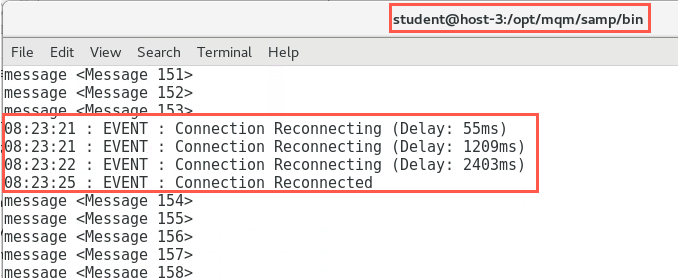 student@host-3:/opt/mqm/samp/bin
File Edit View Search Terminal Help
message <Message 151>
message <Message 152>
message <Message 153>
08:23:21 : EVENT : Connection Reconnecting (Delay: 55ms)
08:23:21 : EVENT : Connection Reconnecting (Delay: 1209ms)
08:23:22 : EVENT : Connection Reconnecting (Delay: 2403ms)
08:23:25 : EVENT : Connection Reconnected
message <Message 154>
message <Message 155>
message <Message 156>
message <Message 157>
message <Message 158>